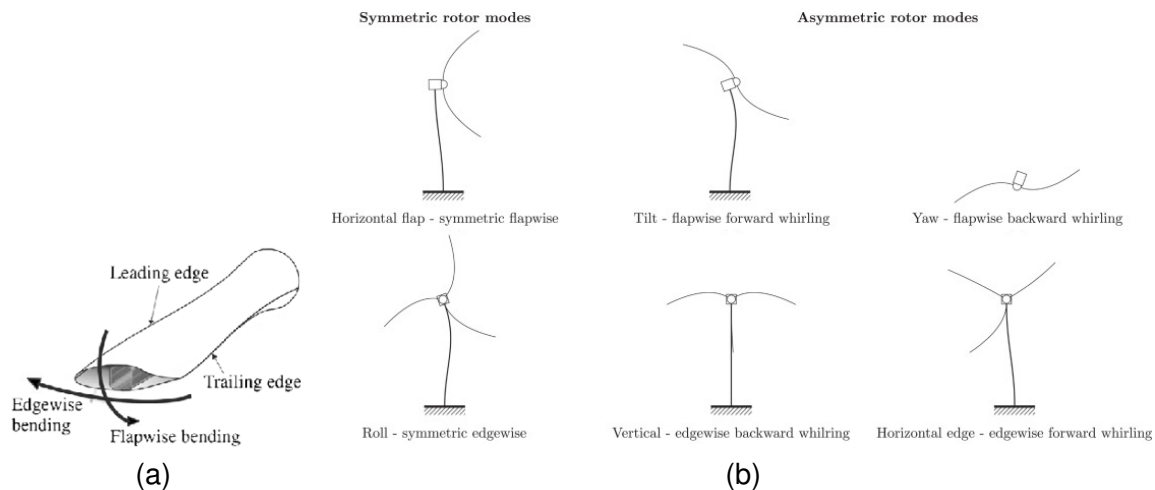 Symmetric rotor modes
Asymmetric rotor modes
Horizontal flap - symmetric flapwise
Tilt - flapwise forward whirling
Yaw - flapwise backward whirling
Leading edge
Trailing edge
Edgewise
bending
Flapwise bending
Roll - symmetric edgewise
Vertical - edgewise backward whilring
Horizontal edge - edgewise forward whirling
(a)
(b)